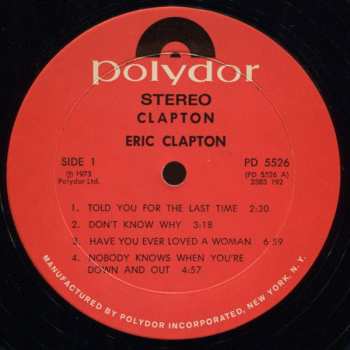 Polydor
STEREO
CLAPTON
ERIC CLAPTON
SIDE 1
PD 5526
℗ 1973
Polydor Ltd.
(PD 5526 A)
2383 192
1. TOLD YOU FOR THE LAST TIME 2:30
2. DON'T KNOW WHY 3:18
3. HAVE YOU EVER LOVED A WOMAN 6:59
4. NOBODY KNOWS WHEN YOU'RE
DOWN AND OUT 4:57
MANUFACTURED BY POLYDOR INCORPORATED, NEW YORK, N. Y.